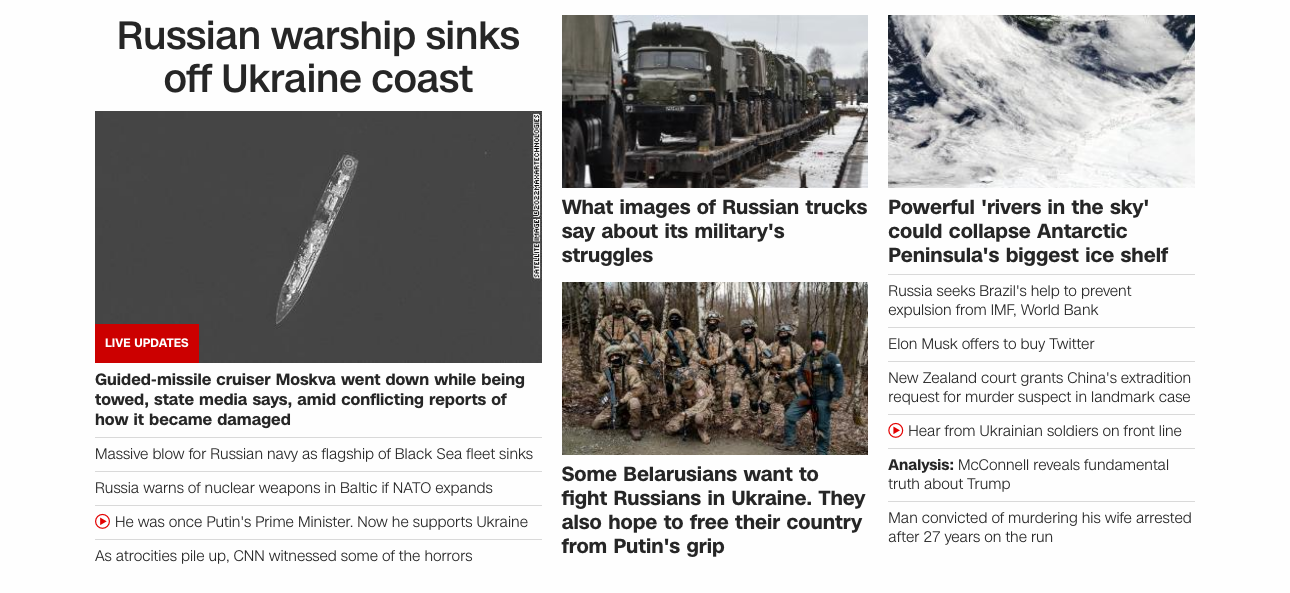 Russian warship sinks
off Ukraine coast
SATELLITE IMAGE ©2022 MAXAR TECHNOLOGIES
LIVE UPDATES
Guided-missile cruiser Moskva went down while being
towed, state media says, amid conflicting reports of
how it became damaged
Massive blow for Russian navy as flagship of Black Sea fleet sinks
Russia warns of nuclear weapons in Baltic if NATO expands
He was once Putin's Prime Minister. Now he supports Ukraine
As atrocities pile up, CNN witnessed some of the horrors
What images of Russian trucks
say about its military's
struggles
Some Belarusians want to
fight Russians in Ukraine. They
also hope to free their country
from Putin's grip
Powerful 'rivers in the sky'
could collapse Antarctic
Peninsula's biggest ice shelf
Russia seeks Brazil's help to prevent
expulsion from IMF, World Bank
Elon Musk offers to buy Twitter
New Zealand court grants China's extradition
request for murder suspect in landmark case
Hear from Ukrainian soldiers on front line
Analysis: McConnell reveals fundamental
truth about Trump
Man convicted of murdering his wife arrested
after 27 years on the run